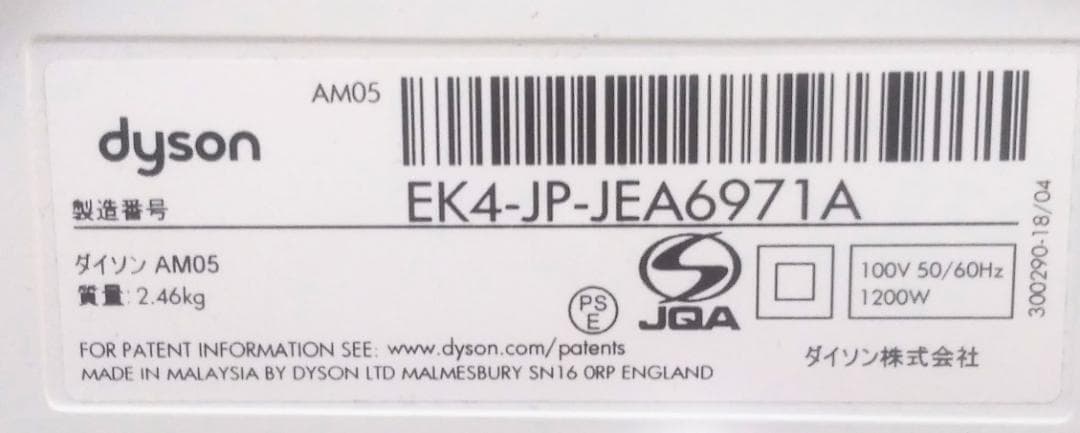 AM05
dyson
製造番号 EK4-JP-JEA6971A
ダイソン AM05
質量: 2.46kg
PS
E
JQA
100V 50/60Hz
1200W
300290-18/04
FOR PATENT INFORMATION SEE: www.dyson.com/patents
ダイソン株式会社
MADE IN MALAYSIA BY DYSON LTD MALMESBURY SN16 0RP ENGLAND